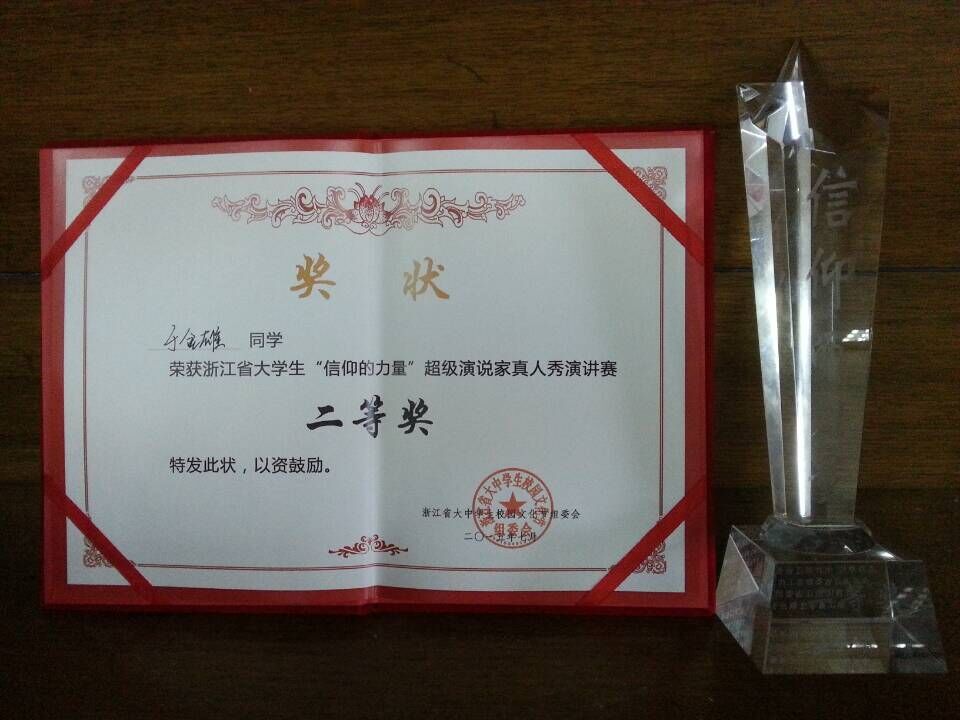 奖状
于金雄 同学
荣获浙江省大学生“信仰的力量”超级演说家真人秀演讲赛
二等奖
特发此状，以资鼓励。
浙江省大中学生校园文化节组委会
组委会
信仰